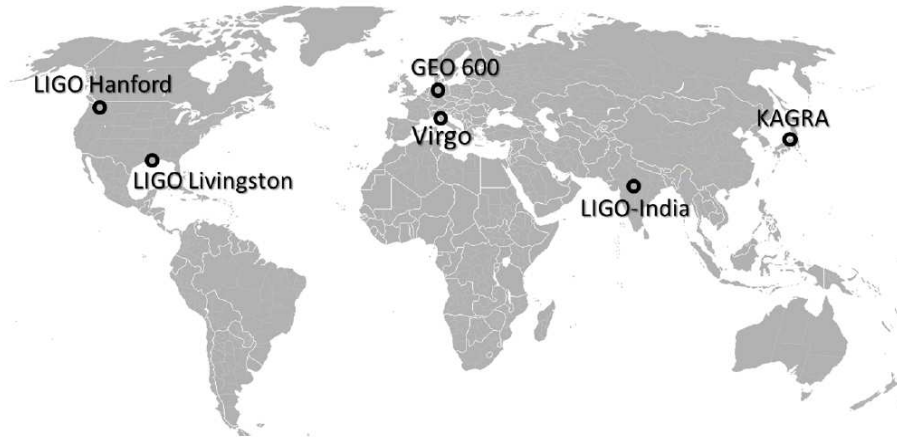 GEO 600
LIGO Hanford
KAGRA
Virgo
LIGO Livingston
LIGO-India